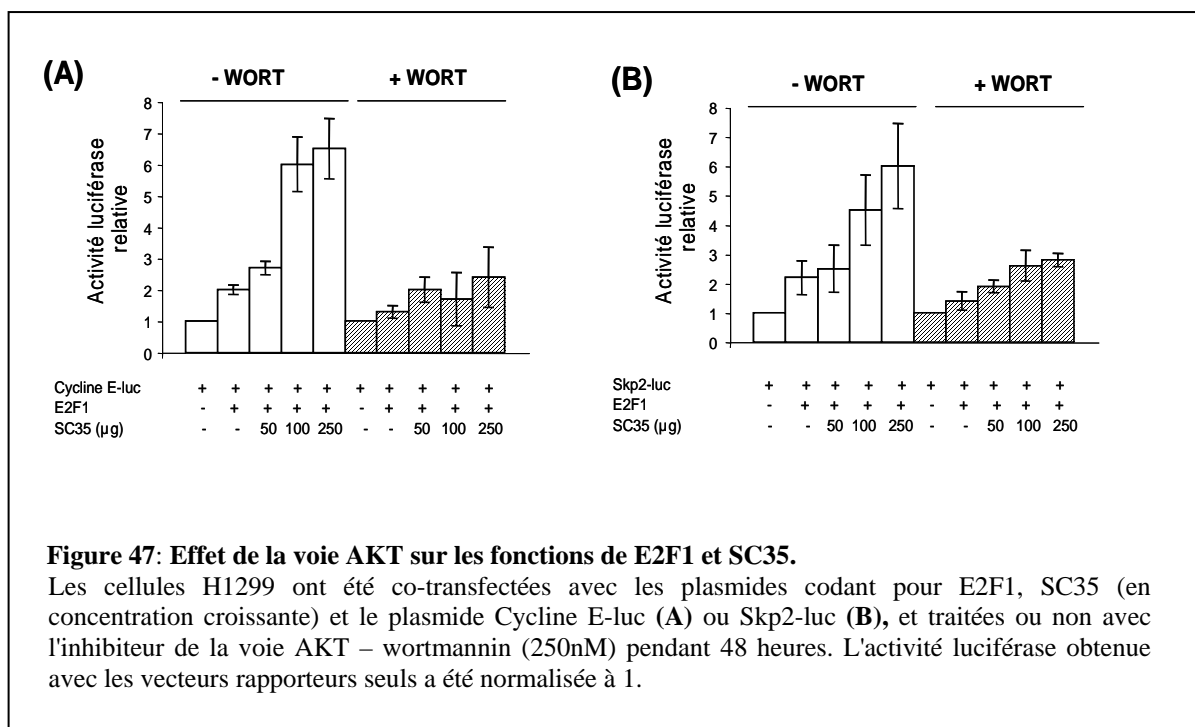 (A)
- WORT + WORT
Activité luciférase
relative
8
7
6
5
4
3
2
1
0
Cycline E-luc + + + + + + + + + +
E2F1 - + + + + - + + + +
SC35 (µg) - - 50 100 250 - - 50 100 250
(B)
- WORT + WORT
Activité luciférase
relative
8
7
6
5
4
3
2
1
0
Skp2-luc + + + + + + + + + +
E2F1 - + + + + - + + + +
SC35 (µg) - - 50 100 250 - - 50 100 250
Figure 47: Effet de la voie AKT sur les fonctions de E2F1 et SC35.
Les cellules H1299 ont été co-transfectées avec les plasmides codant pour E2F1, SC35 (en
concentration croissante) et le plasmide Cycline E-luc (A) ou Skp2-luc (B), et traitées ou non avec
l'inhibiteur de la voie AKT – wortmannin (250nM) pendant 48 heures. L'activité luciférase obtenue
avec les vecteurs rapporteurs seuls a été normalisée à 1.